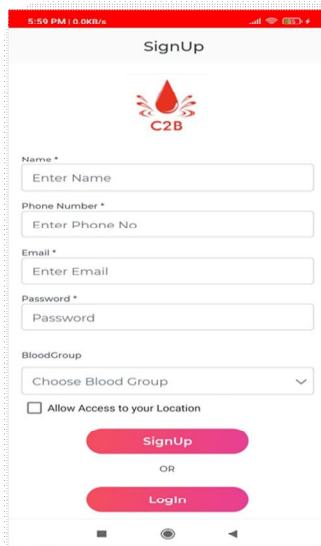 5:59 PM | 0.0KB/s
SignUp
C2B
Name *
Enter Name
Phone Number *
Enter Phone No
Email *
Enter Email
Password *
Password
BloodGroup
Choose Blood Group
Allow Access to your Location
SignUp
OR
LogIn